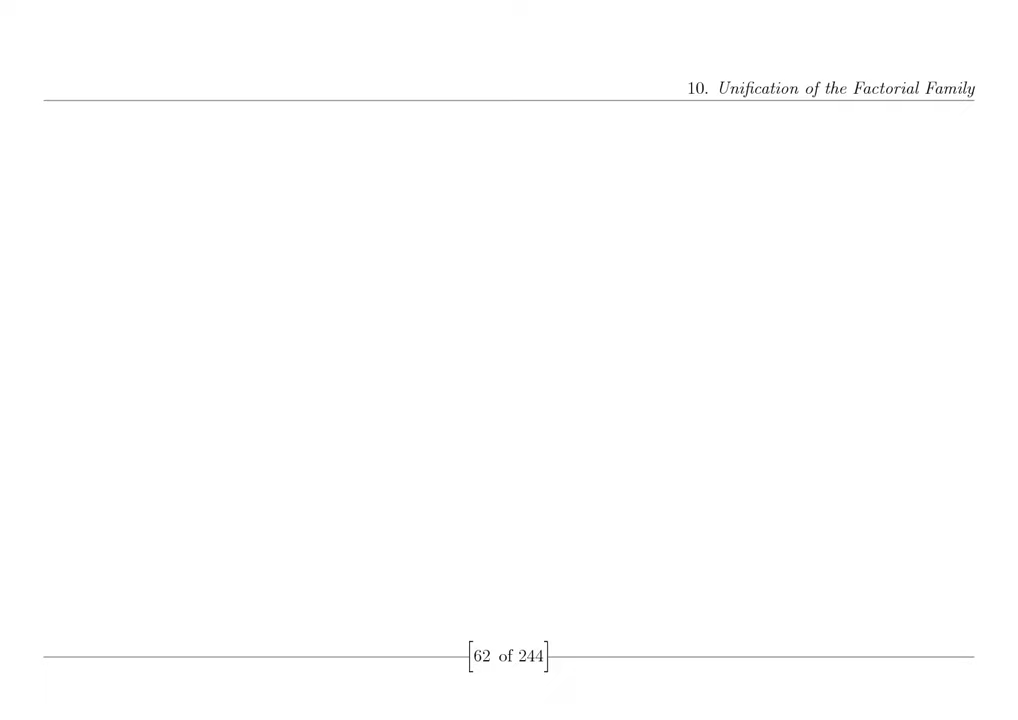 10. Unification of the Factorial Family
[62 of 244]